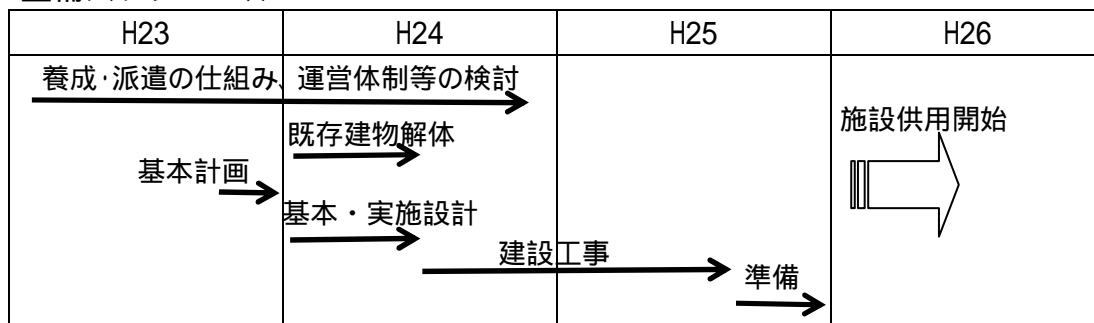 H23 H24 H25 H26
養成・派遣の仕組み、運営体制等の検討
施設供用開始
既存建物解体
基本計画
基本・実施設計
建設工事
準備